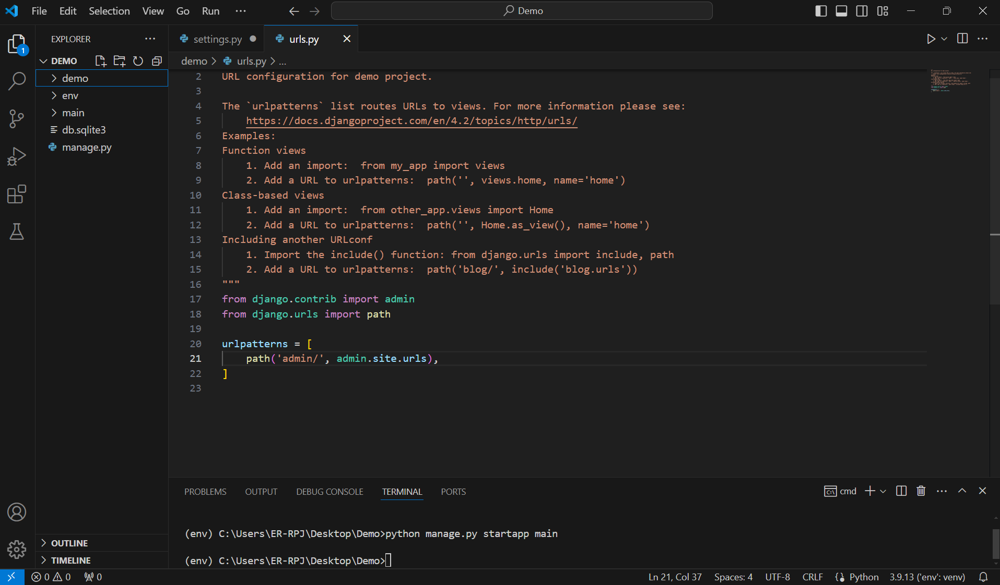 File Edit Selection View Go Run ··· Demo
EXPLORER ···
DEMO
demo
env
main
db.sqlite3
manage.py
OUTLINE
TIMELINE
1
settings.py urls.py
demo > urls.py > ...
2 URL configuration for demo project.
3
4 The `urlpatterns` list routes URLs to views. For more information please see:
5 https://docs.djangoproject.com/en/4.2/topics/http/urls/
6 Examples:
7 Function views
8 1. Add an import:  from my_app import views
9 2. Add a URL to urlpatterns:  path('', views.home, name='home')
10 Class-based views
11 1. Add an import:  from other_app.views import Home
12 2. Add a URL to urlpatterns:  path('', Home.as_view(), name='home')
13 Including another URLconf
14 1. Import the include() function: from django.urls import include, path
15 2. Add a URL to urlpatterns:  path('blog/', include('blog.urls'))
16 """
17 from django.contrib import admin
18 from django.urls import path
19
20 urlpatterns = [
21 path('admin/', admin.site.urls),
22 ]
23
PROBLEMS OUTPUT DEBUG CONSOLE TERMINAL PORTS cmd
(env) C:\Users\ER-RPJ\Desktop\Demo>python manage.py startapp main
(env) C:\Users\ER-RPJ\Desktop\Demo>
0 0 0 Ln 21, Col 37 Spaces: 4 UTF-8 CRLF Python 3.9.13 ('env': venv)